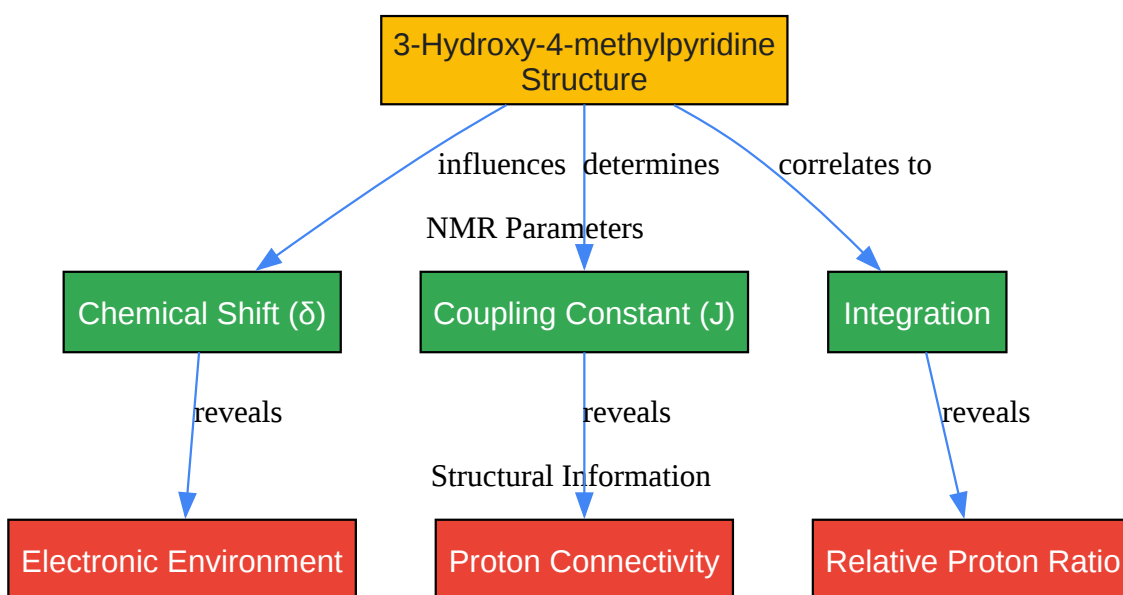 3-Hydroxy-4-methylpyridine
Structure
influences
determines
correlates to
NMR Parameters
Chemical Shift (δ)
Coupling Constant (J)
Integration
reveals
reveals
reveals
Structural Information
Electronic Environment
Proton Connectivity
Relative Proton Ratio